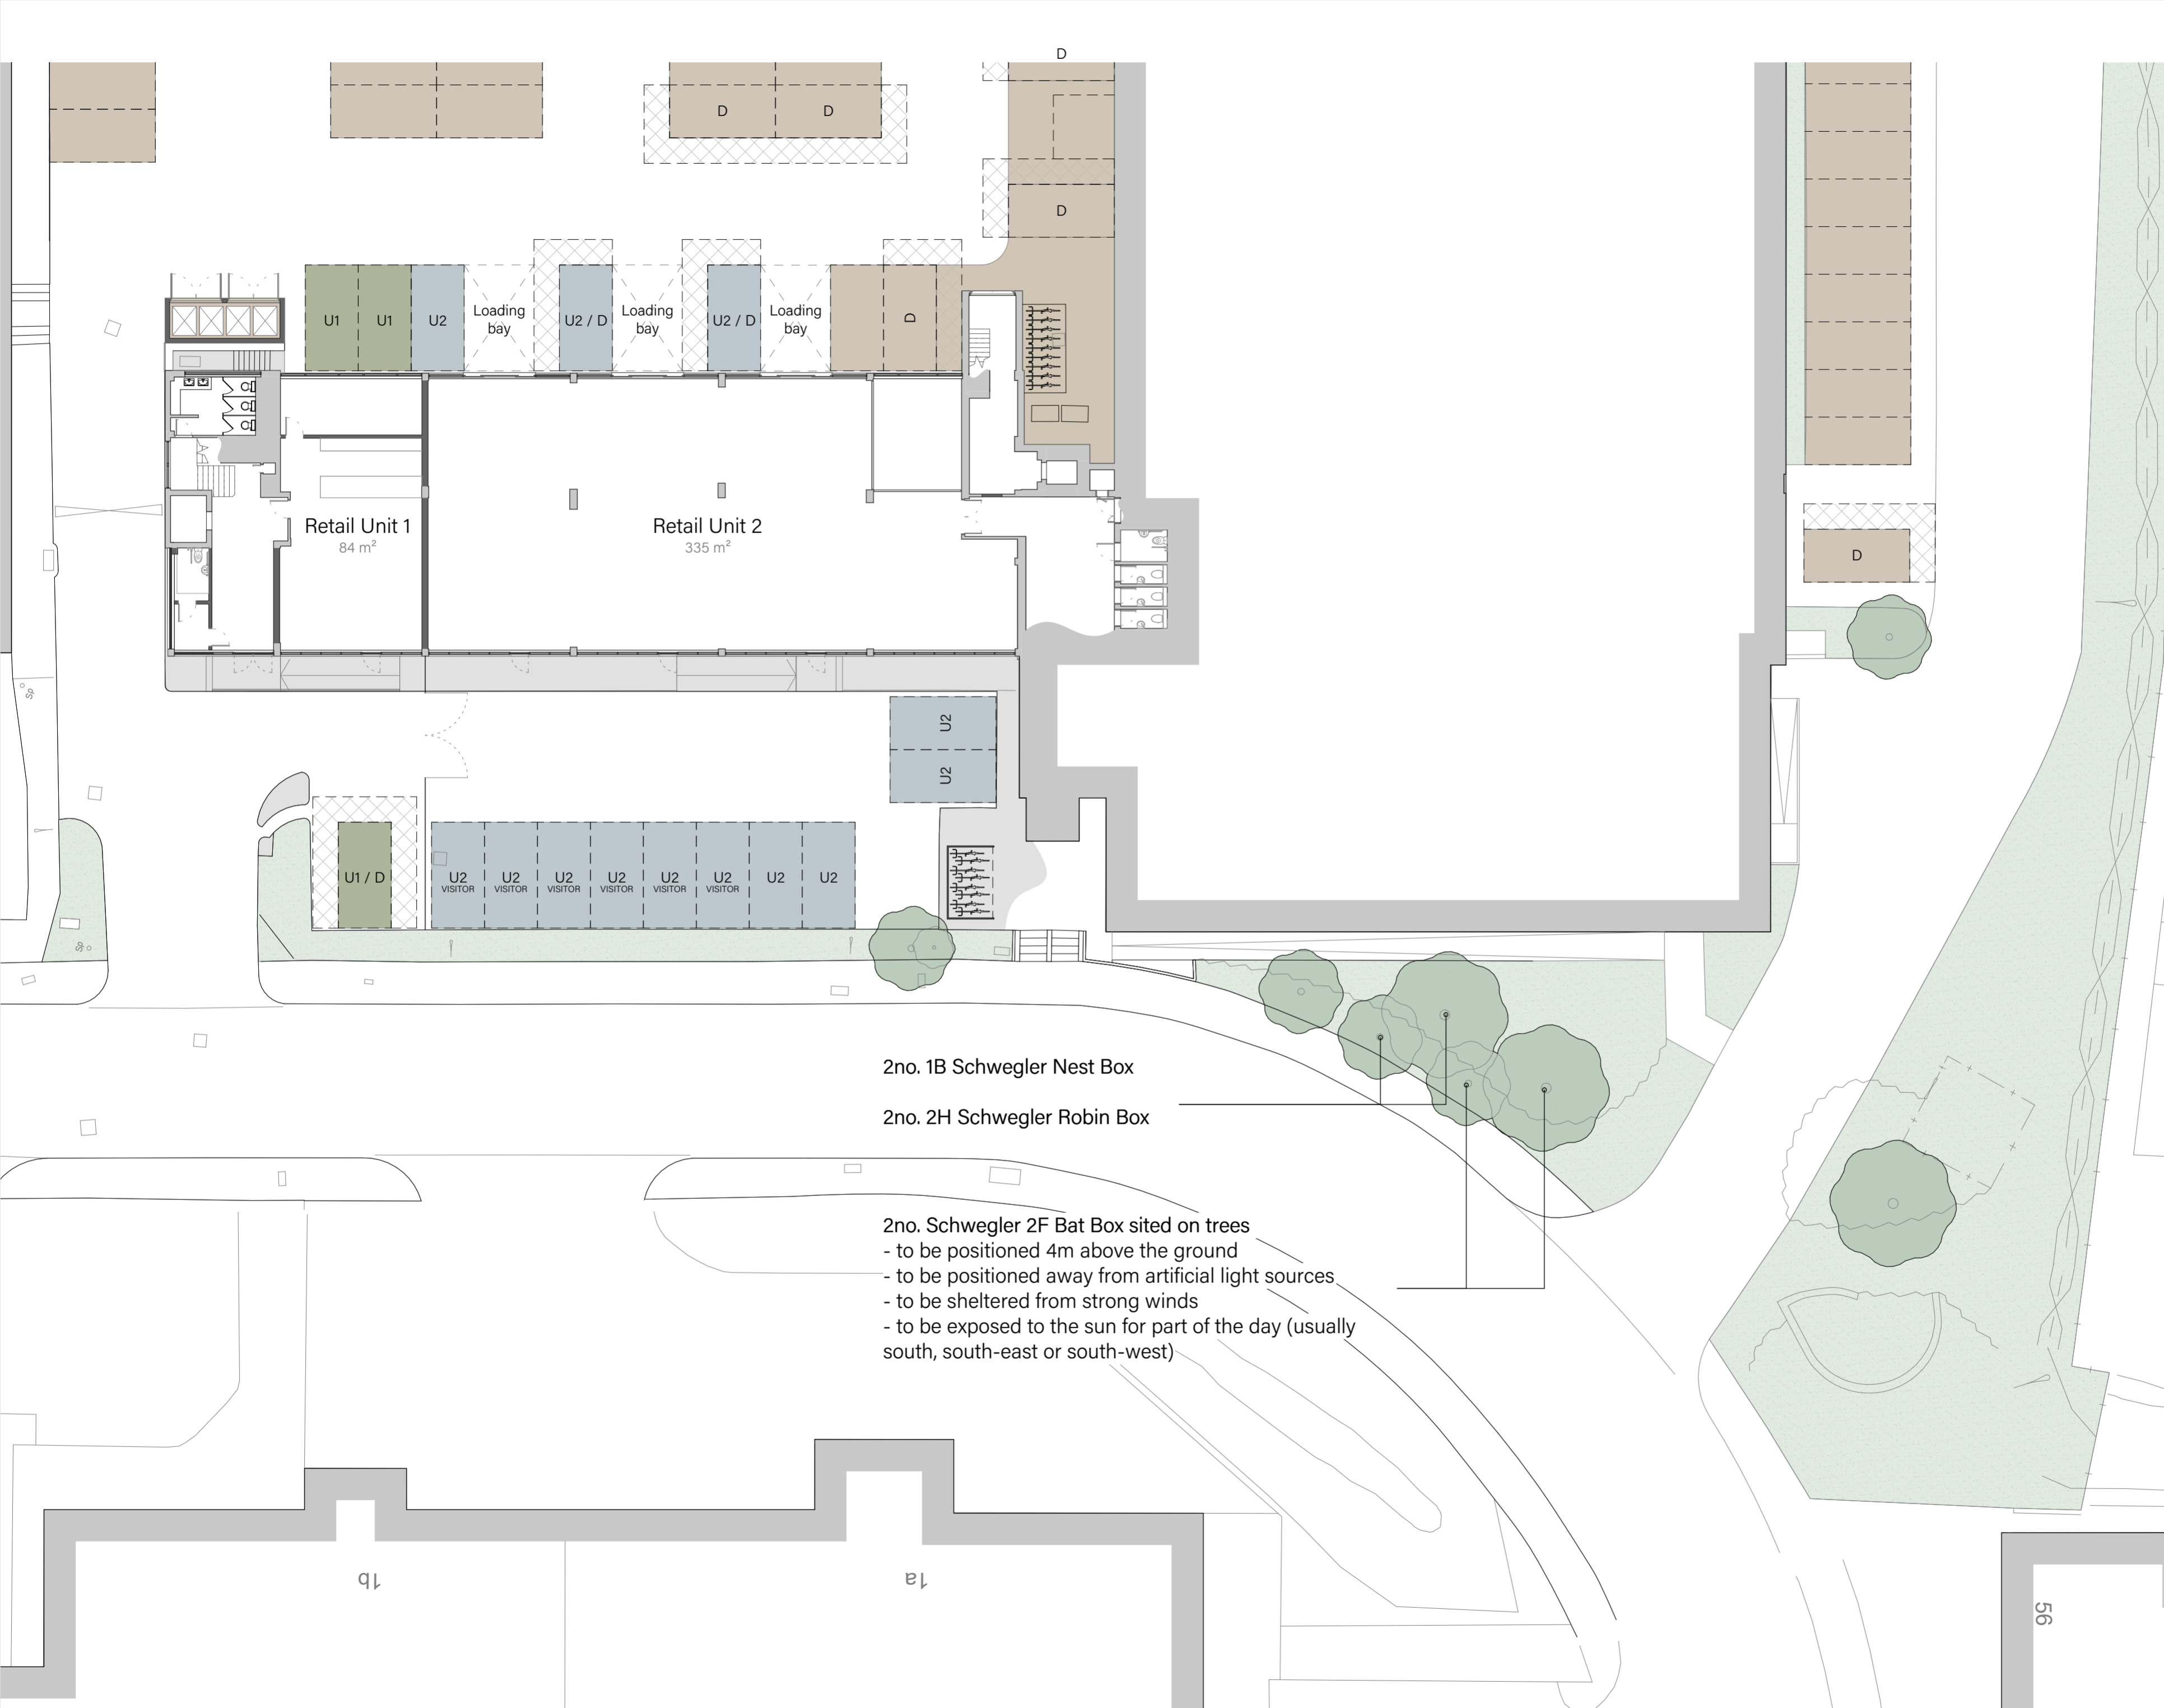 D
D
D
D
U1
U1
U2
Loading
bay
U2 / D
Loading
bay
U2 / D
Loading
bay
D
Retail Unit 1
84 m²
Retail Unit 2
335 m²
D
Sp
U2
U2
U1 / D
U2
VISITOR
U2
VISITOR
U2
VISITOR
U2
VISITOR
U2
VISITOR
U2
VISITOR
U2
U2
Sp
2no. 1B Schwegler Nest Box
2no. 2H Schwegler Robin Box
2no. Schwegler 2F Bat Box sited on trees
- to be positioned 4m above the ground
- to be positioned away from artificial light sources
- to be sheltered from strong winds
- to be exposed to the sun for part of the day (usually
south, south-east or south-west)
1b
1a
56